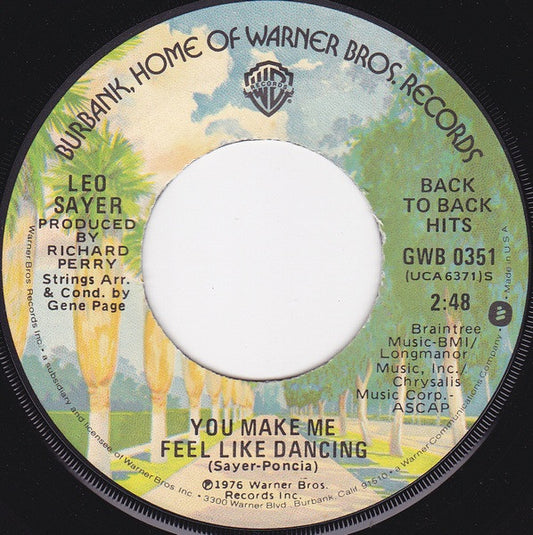 BURBANK, HOME OF WARNER BROS. RECORDS
WB
RECORDS
LEO
SAYER
PRODUCED
BY
RICHARD
PERRY
Strings Arr.
& Cond. by
Gene Page
BACK
TO BACK
HITS
GWB 0351
(UCA6371)S
2:48
Braintree
Music-BMI/
Longmanor
Music, Inc./
Chrysalis
Music Corp.-
ASCAP
• Made in U.S.A.
YOU MAKE ME
FEEL LIKE DANCING
(Sayer-Poncia)
℗1976 Warner Bros.
Records Inc.
Warner Bros. Records Inc., a subsidiary and licensee of Warner Bros Inc. • 3300 Warner Blvd., Burbank, Calif. 91510 • a Warner Communications Company.